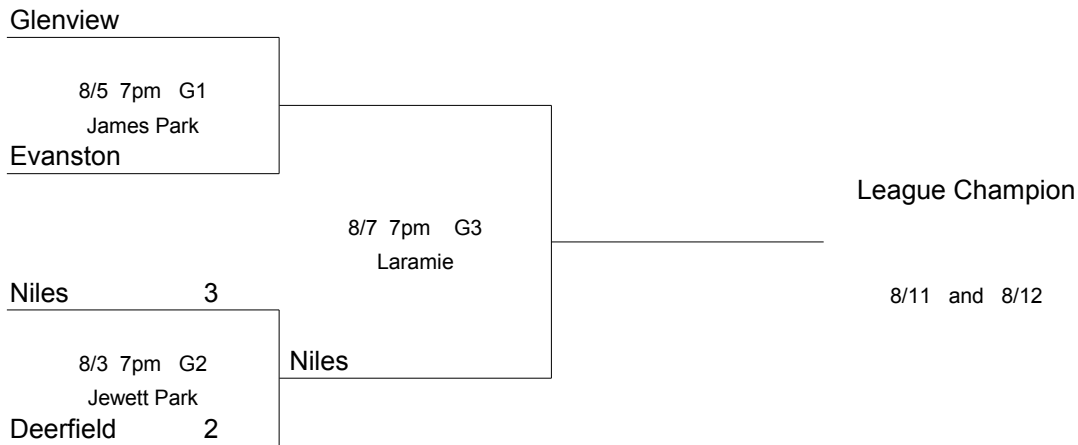 Glenview
8/5 7pm G1
James Park
Evanston
League Champion
8/7 7pm G3
Laramie
Niles 3
8/11 and 8/12
8/3 7pm G2
Niles
Jewett Park
Deerfield 2